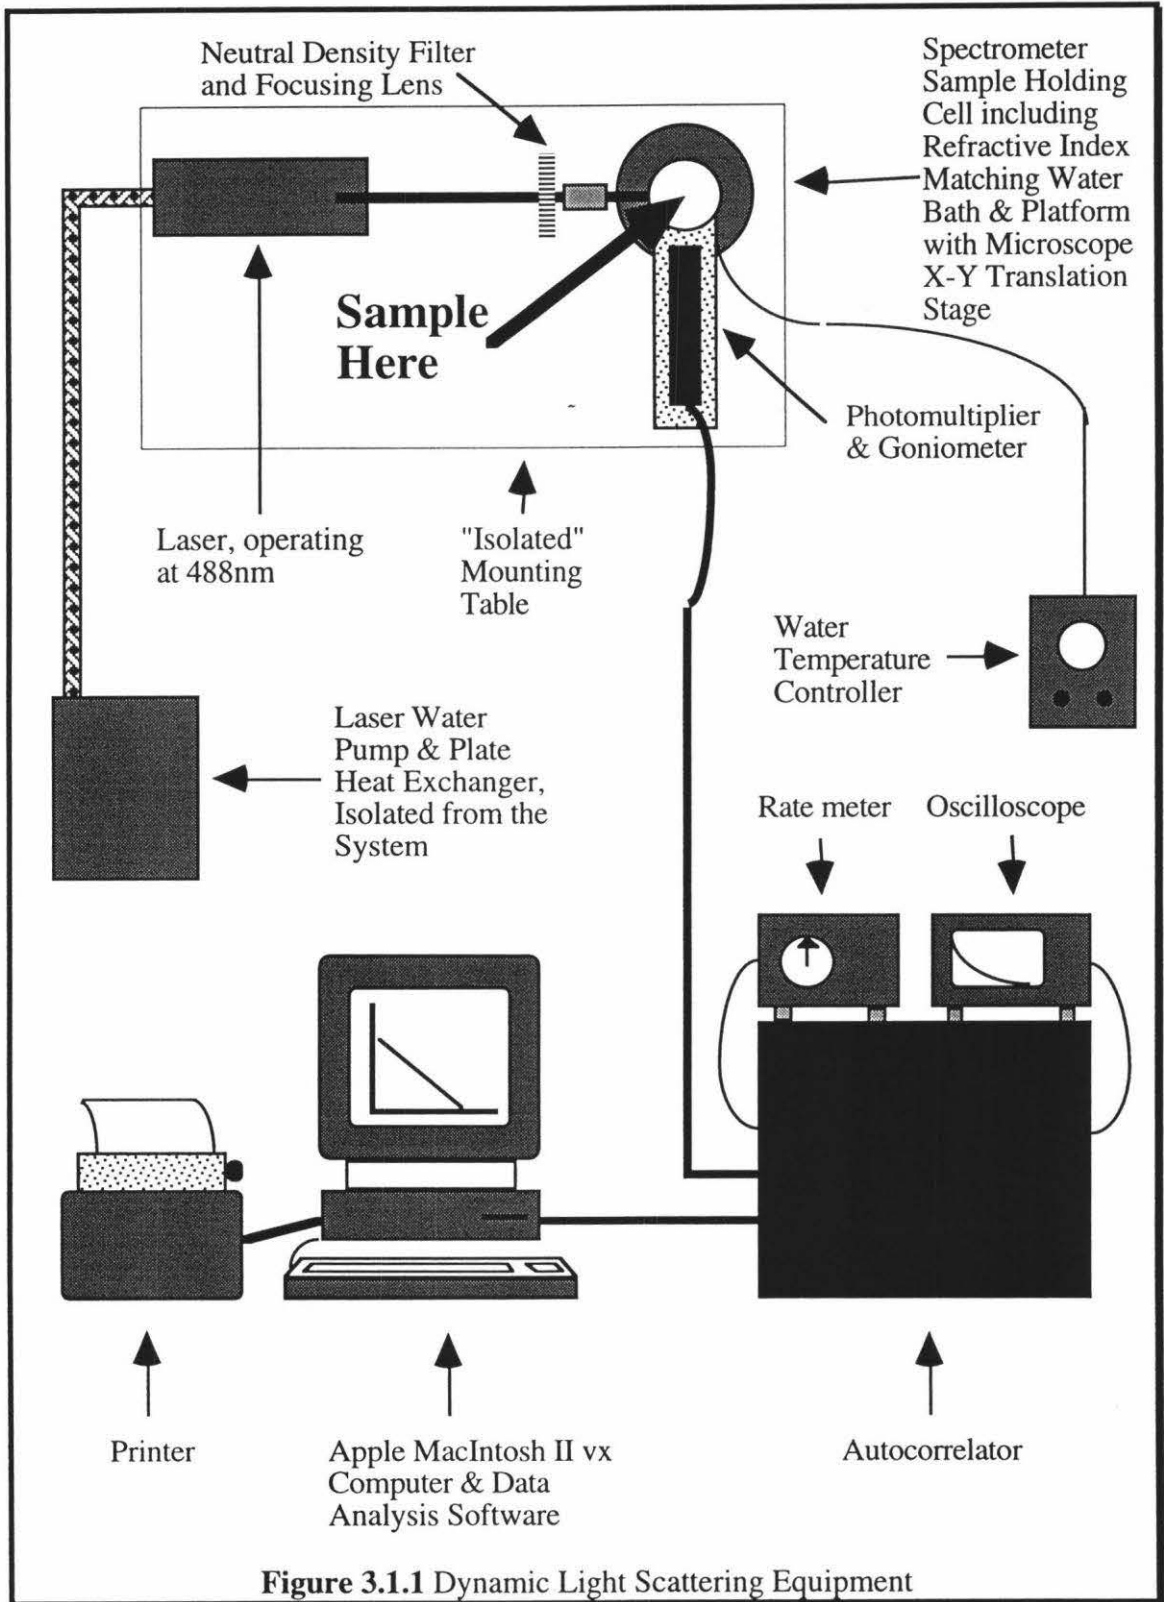 Neutral Density Filter
and Focusing Lens
Spectrometer
Sample Holding
Cell including
Refractive Index
Matching Water
Bath & Platform
with Microscope
X-Y Translation
Stage
Sample
Here
Photomultiplier
& Goniometer
Laser, operating
at 488nm
"Isolated"
Mounting
Table
Water
Temperature
Controller
Laser Water
Pump & Plate
Heat Exchanger,
Isolated from the
System
Rate meter
Oscilloscope
Printer
Apple MacIntosh II vx
Computer & Data
Analysis Software
Autocorrelator
Figure 3.1.1 Dynamic Light Scattering Equipment